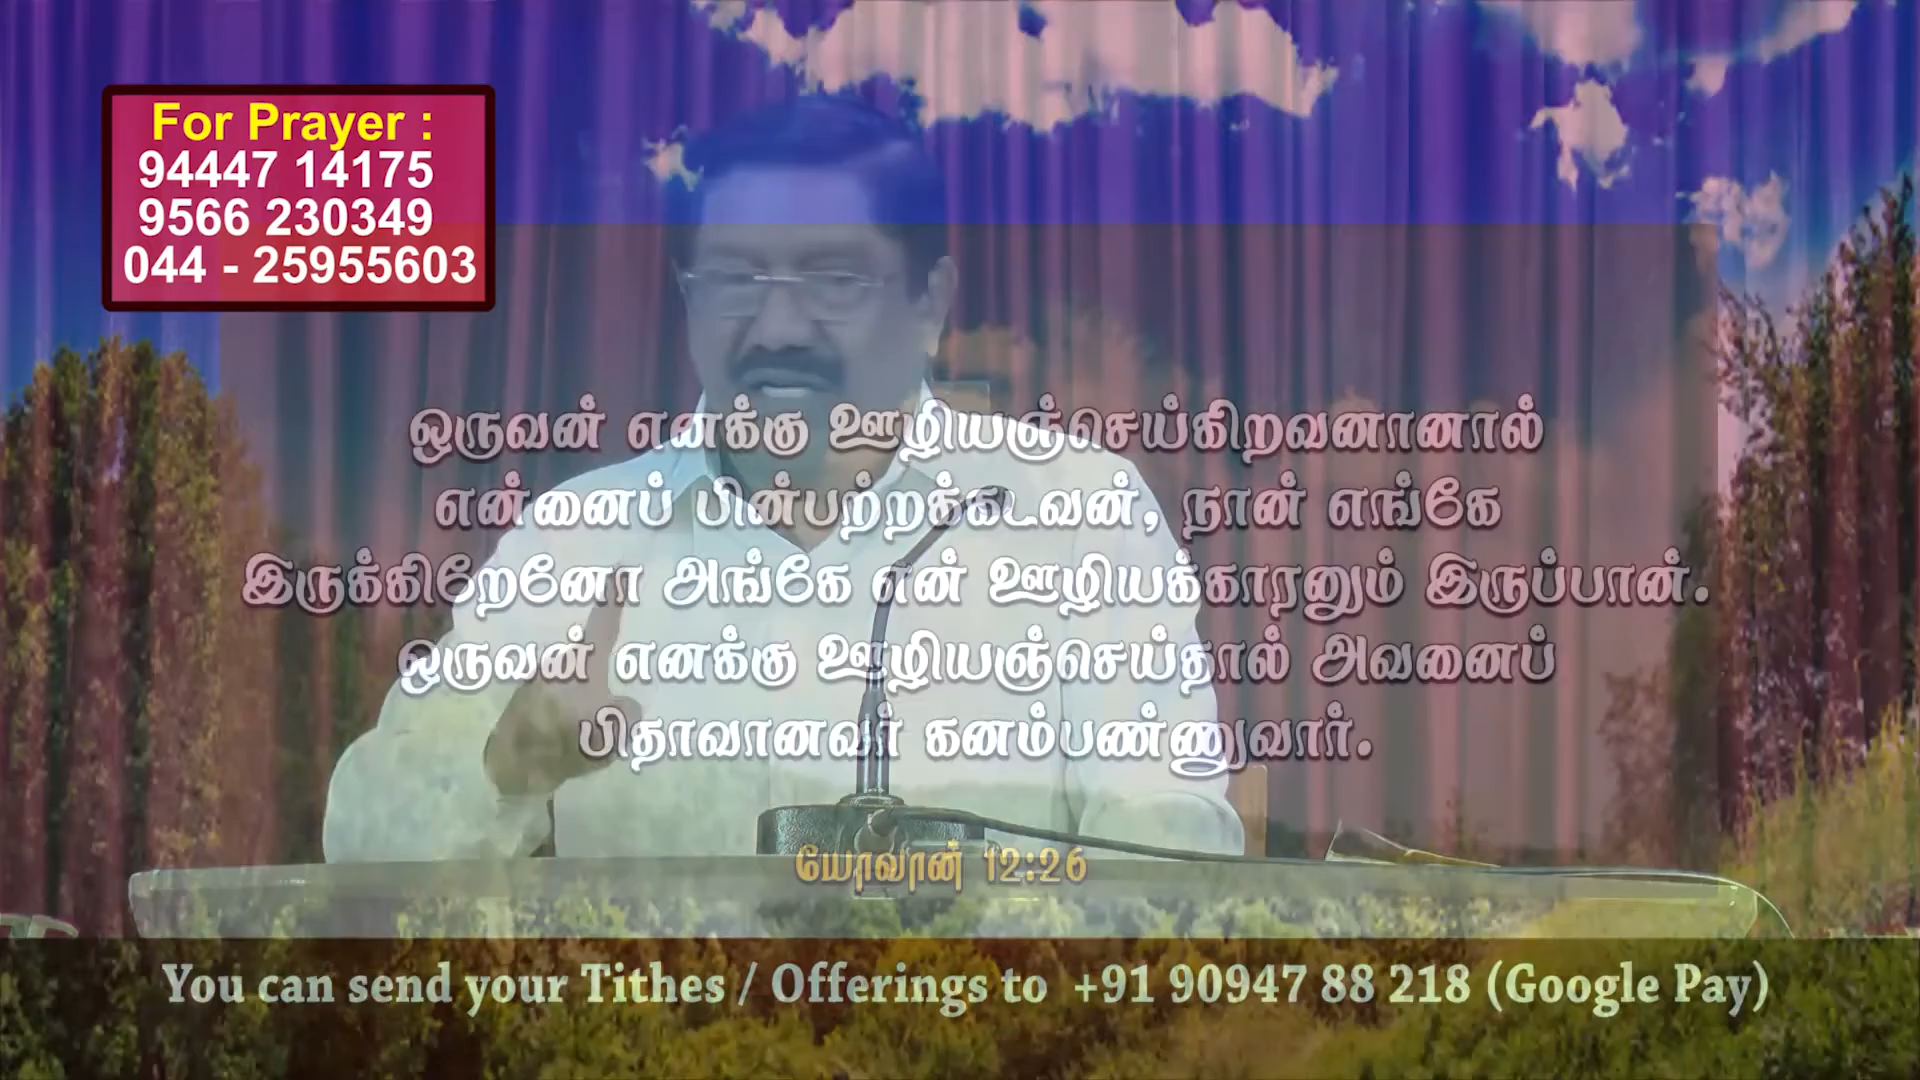 For Prayer :
94447 14175
9566 230349
044 - 25955603
ஒருவன் எனக்கு ஊழியஞ்செய்கிறவனானால்
என்னைப் பின்பற்றக்கடவன், நான் எங்கே
இருக்கிறேனோ அங்கே என் ஊழியக்காரனும் இருப்பான்.
ஒருவன் எனக்கு ஊழியஞ்செய்தால் அவனைப்
பிதாவானவர் கனம்பண்ணுவார்.
யோவான் 12:26
You can send your Tithes / Offerings to +91 90947 88 218 (Google Pay)